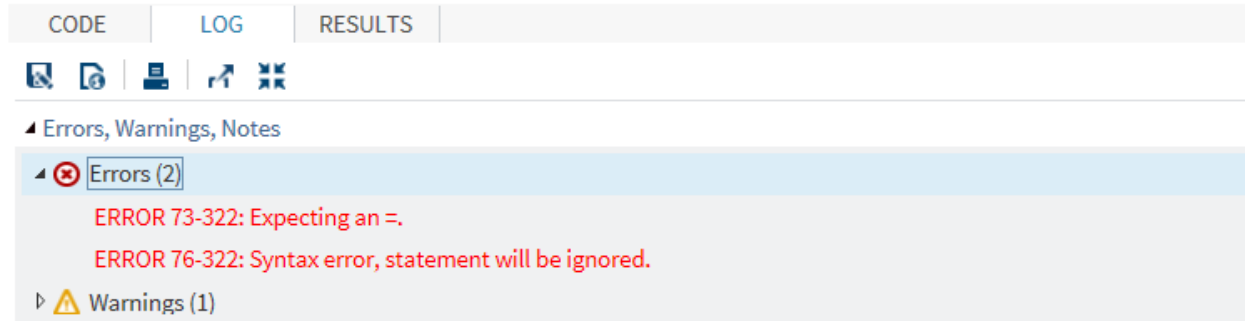 CODE LOG RESULTS
Errors, Warnings, Notes
Errors (2)
ERROR 73-322: Expecting an =.
ERROR 76-322: Syntax error, statement will be ignored.
Warnings (1)